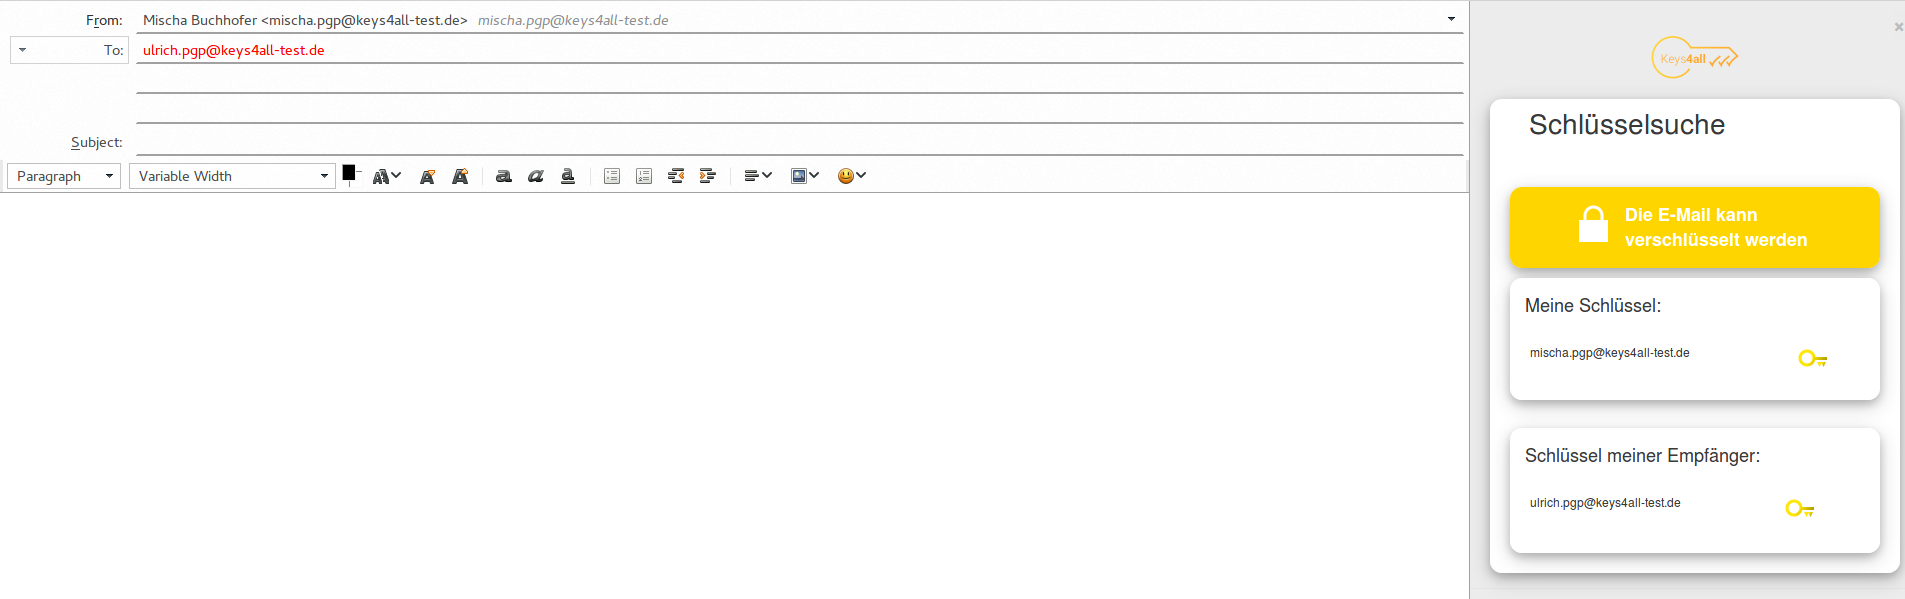 From: Mischa Buchhofer <mischa.pgp@keys4all-test.de> mischa.pgp@keys4all-test.de
To: ulrich.pgp@keys4all-test.de
Subject:
Paragraph Variable Width
Keys4all
Schlüsselsuche
Die E-Mail kann
verschlüsselt werden
Meine Schlüssel:
mischa.pgp@keys4all-test.de
Schlüssel meiner Empfänger:
ulrich.pgp@keys4all-test.de